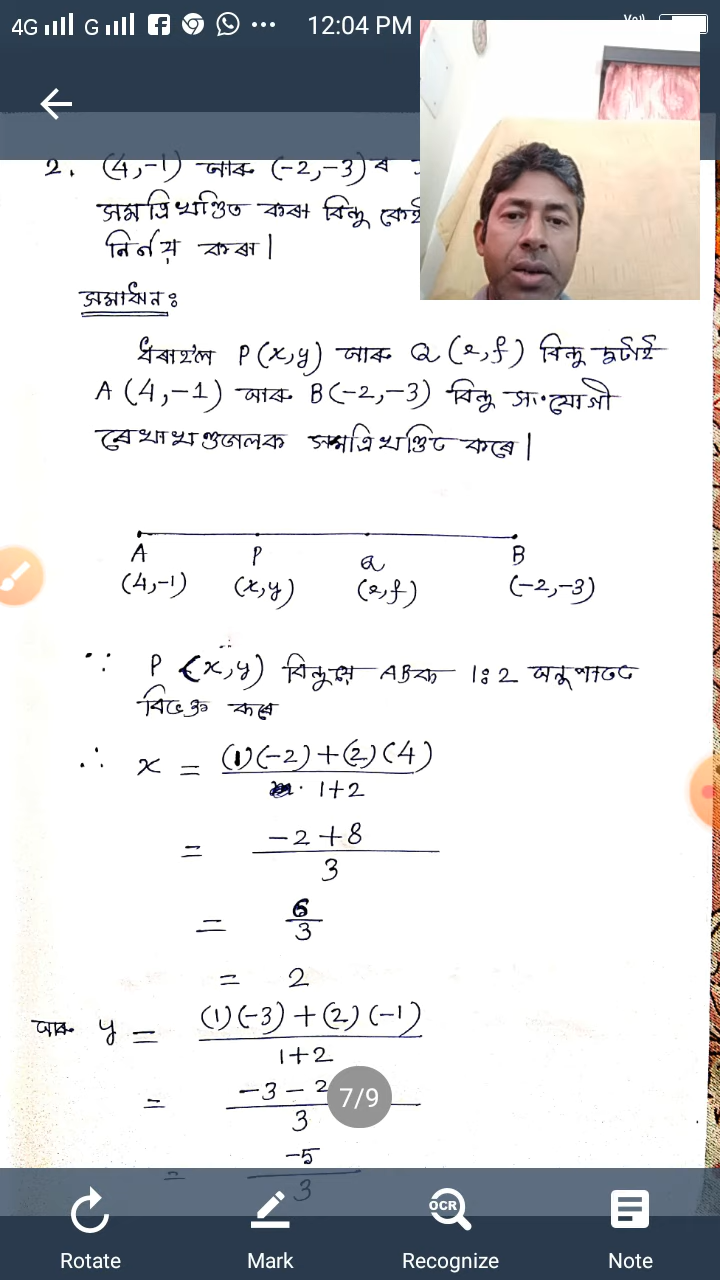 4G G 12:04 PM
2. (4,-1) আৰু (-2,-3)ৰ
সমত্ৰিখণ্ডিত কৰা বিন্দু
নিৰ্নয় কৰা।
সমাধান:
ধৰাহ'ল P(x,y) আৰু Q(e,f) বিন্দু দুটাই
A(4,-1) আৰু B(-2,-3) বিন্দু সংযোগী
ৰেখাখণ্ডডালক সমত্ৰিখণ্ডিত কৰে।
A P Q B
(4,-1) (x,y) (e,f) (-2,-3)
∵ P(x,y) বিন্দুৱে ABক 1:2 অনুপাতত
বিভক্ত কৰে
∴ x = (1)(-2)+(2)(4)
1+2
= -2+8
3
= 6
3
= 2
আৰু y = (1)(-3)+(2)(-1)
1+2
= -3-2
3
7/9
= -5
3
OCR
Rotate Mark Recognize Note